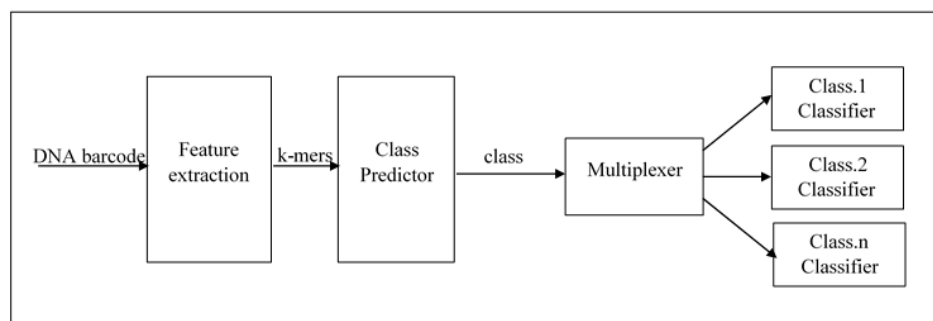 DNA barcode
Feature
extraction
k-mers
Class
Predictor
class
Multiplexer
Class.1
Classifier
Class.2
Classifier
Class.n
Classifier